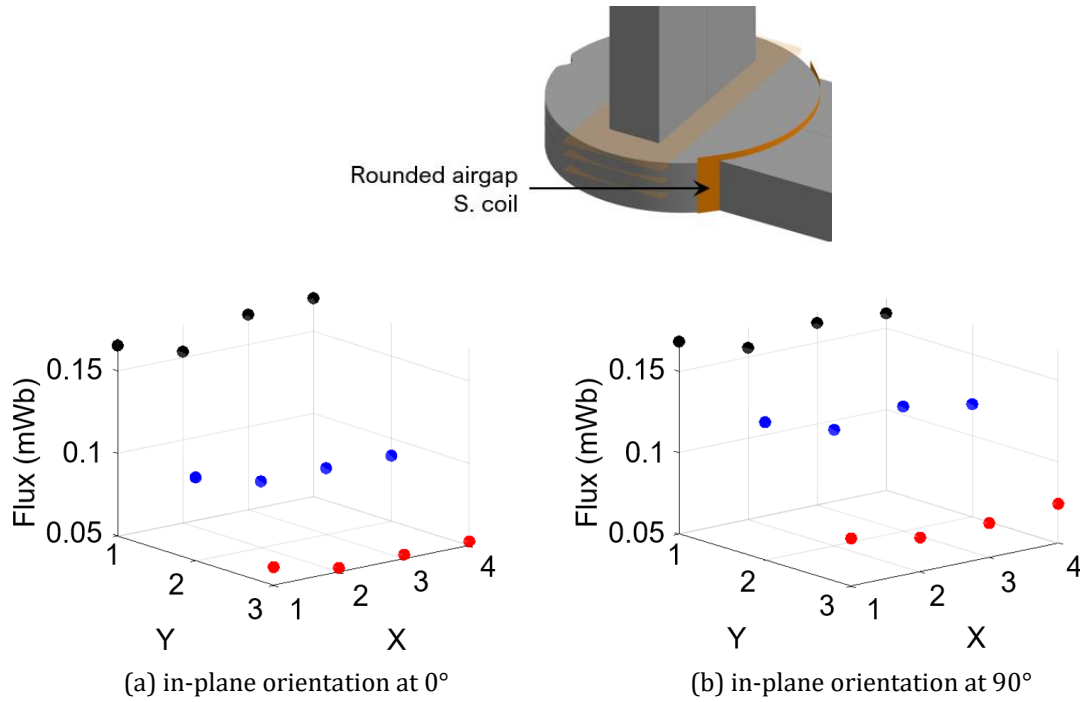 Rounded airgap
S. coil
0.15
0.1
0.05
Flux (mWb)
1
2
3
Y
1
2
3
4
X
(a) in-plane orientation at 0°
0.15
0.1
0.05
Flux (mWb)
1
2
3
Y
1
2
3
4
X
(b) in-plane orientation at 90°